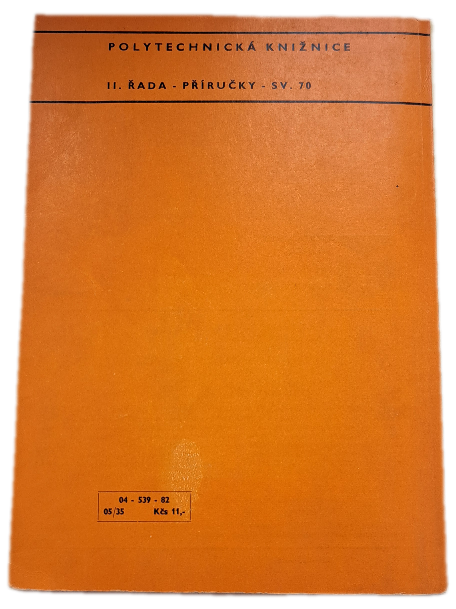 POLYTECHNICKÁ KNIŽNICE
II. ŘADA - PŘÍRUČKY - SV. 70
04 - 539 - 82
05/35 Kčs 11,-